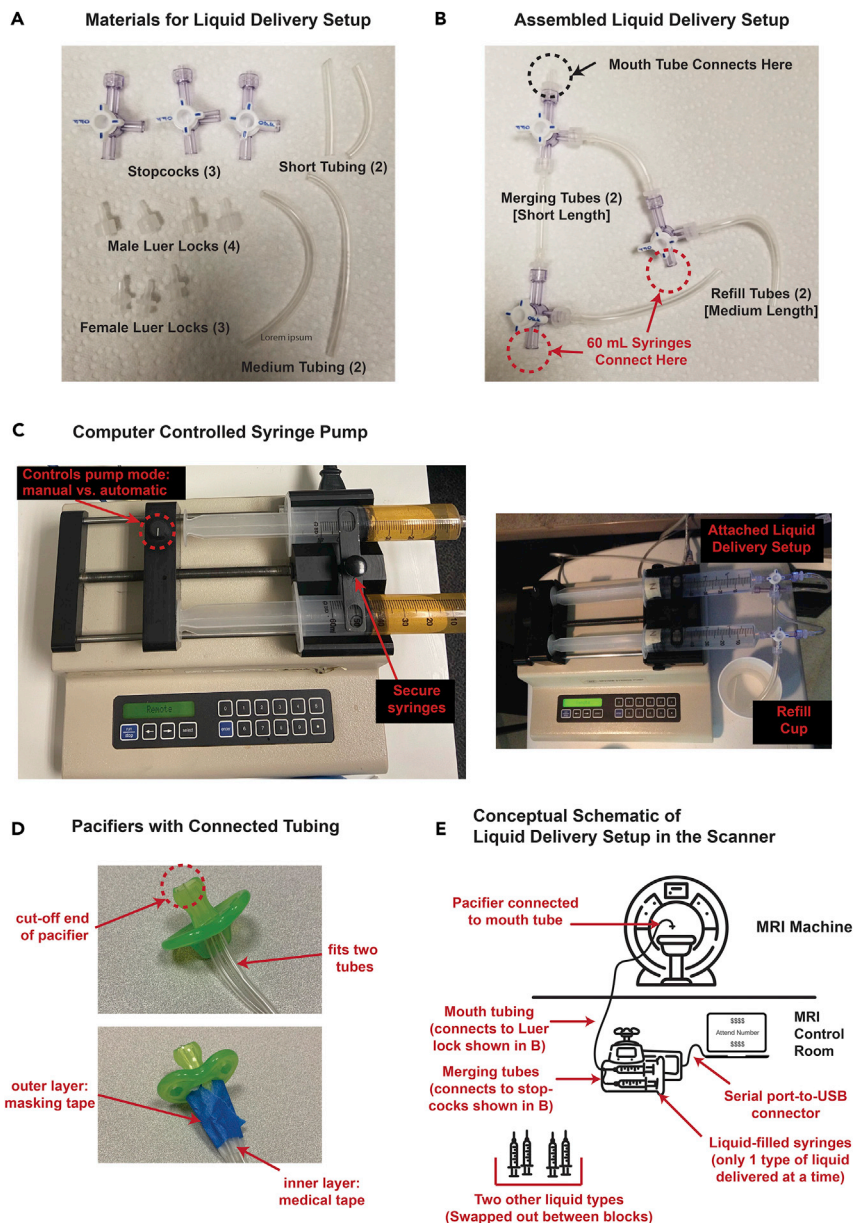 A
Materials for Liquid Delivery Setup
Stopcocks (3)
Short Tubing (2)
Male Luer Locks (4)
Female Luer Locks (3)
Lorem ipsum
Medium Tubing (2)
B
Assembled Liquid Delivery Setup
Mouth Tube Connects Here
Merging Tubes (2)
[Short Length]
Refill Tubes (2)
[Medium Length]
60 mL Syringes
Connect Here
C
Computer Controlled Syringe Pump
Controls pump mode:
manual vs. automatic
Secure
syringes
Remote
Attached Liquid
Delivery Setup
Refill
Cup
D
Pacifiers with Connected Tubing
cut-off end
of pacifier
fits two
tubes
outer layer:
masking tape
inner layer:
medical tape
E
Conceptual Schematic of
Liquid Delivery Setup in the Scanner
Pacifier connected
to mouth tube
MRI Machine
Mouth tubing
(connects to Luer
lock shown in B)
Merging tubes
(connects to stop-
cocks shown in B)
$$$$
Attend Number
$$$$
MRI
Control
Room
Serial port-to-USB
connector
Liquid-filled syringes
(only 1 type of liquid
delivered at a time)
Two other liquid types
(Swapped out between blocks)